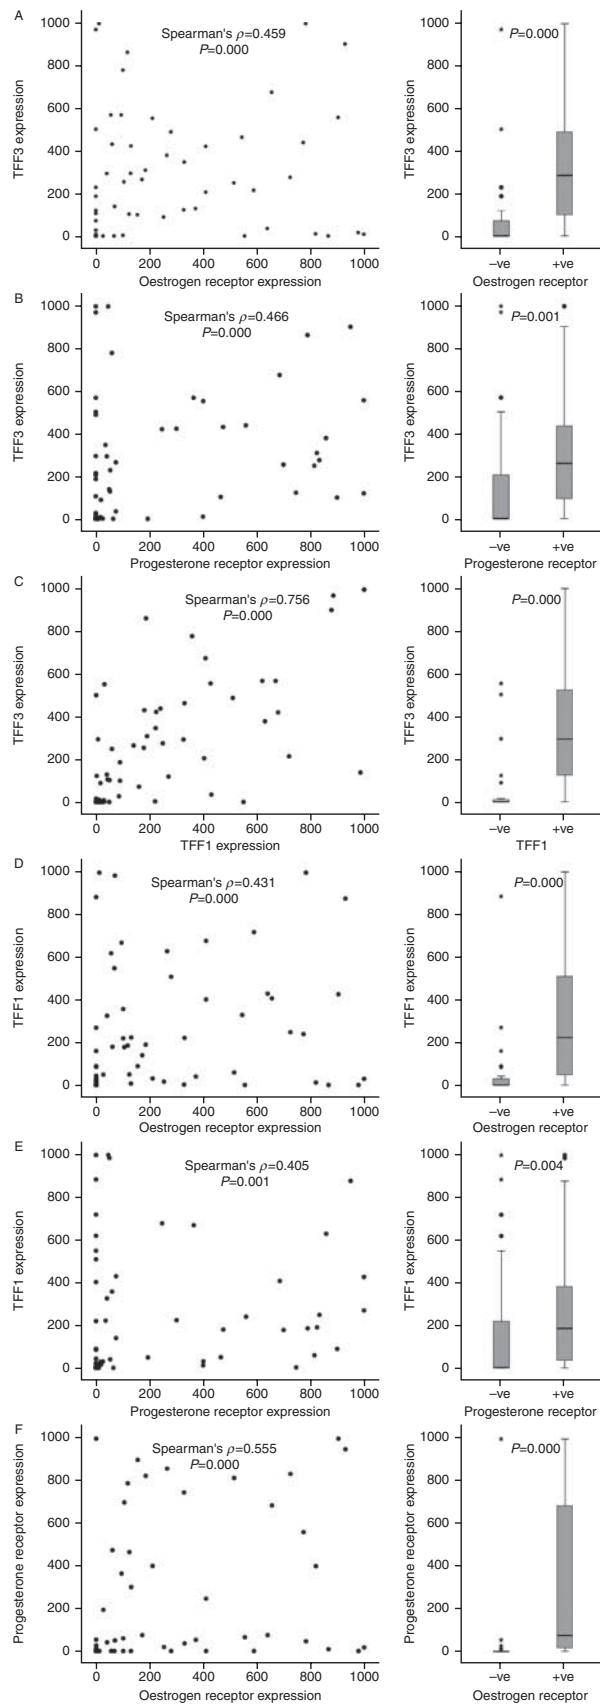 A
TFF3 expression
1000
800
600
400
200
0
Spearman's ρ=0.459
P=0.000
0 200 400 600 800 1000
Oestrogen receptor expression
TFF3 expression
1000
800
600
400
200
0
P=0.000
–ve +ve
Oestrogen receptor
B
TFF3 expression
1000
800
600
400
200
0
Spearman's ρ=0.466
P=0.000
0 200 400 600 800 1000
Progesterone receptor expression
TFF3 expression
1000
800
600
400
200
0
P=0.001
–ve +ve
Progesterone receptor
C
TFF3 expression
1000
800
600
400
200
0
Spearman's ρ=0.756
P=0.000
0 200 400 600 800 1000
TFF1 expression
TFF3 expression
1000
800
600
400
200
0
P=0.000
–ve +ve
TFF1
D
TFF1 expression
1000
800
600
400
200
0
Spearman's ρ=0.431
P=0.000
0 200 400 600 800 1000
Oestrogen receptor expression
TFF1 expression
1000
800
600
400
200
0
P=0.000
–ve +ve
Oestrogen receptor
E
TFF1 expression
1000
800
600
400
200
0
Spearman's ρ=0.405
P=0.001
0 200 400 600 800 1000
Progesterone receptor expression
TFF1 expression
1000
800
600
400
200
0
P=0.004
–ve +ve
Progesterone receptor
F
Progesterone receptor expression
1000
800
600
400
200
0
Spearman's ρ=0.555
P=0.000
0 200 400 600 800 1000
Oestrogen receptor expression
Progesterone receptor expression
1000
800
600
400
200
0
P=0.000
–ve +ve
Oestrogen receptor